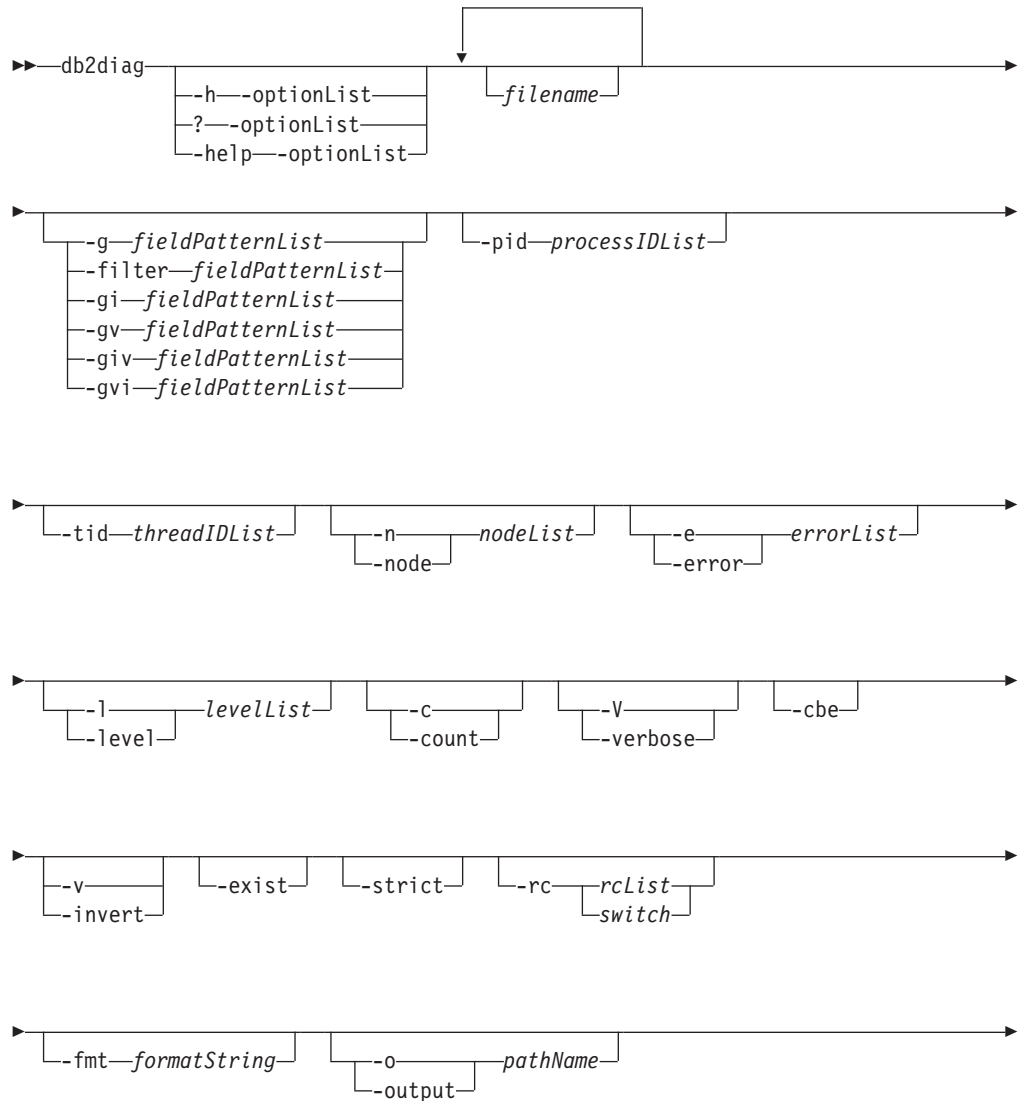 db2diag
-h -optionList
? -optionList
-help -optionList
filename
-g fieldPatternList
-filter fieldPatternList
-gi fieldPatternList
-gv fieldPatternList
-giv fieldPatternList
-gvi fieldPatternList
-pid processIDList
-tid threadIDList
-n nodeList
-node
-e errorList
-error
-l levelList
-level
-c
-count
-V
-verbose
-cbe
-v
-invert
-exist
-strict
-rc rcList
switch
-fmt formatString
-o pathName
-output